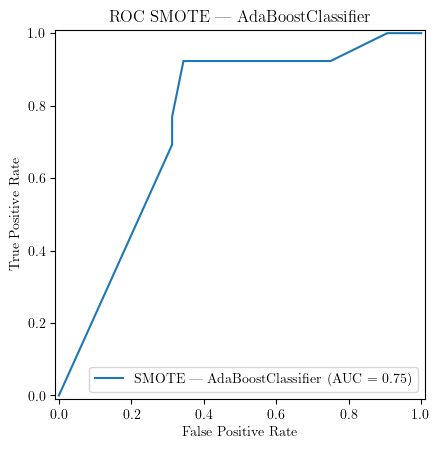 ROC SMOTE — AdaBoostClassifier
1.0
0.8
0.6
0.4
0.2
0.0
True Positive Rate
SMOTE — AdaBoostClassifier (AUC = 0.75)
0.0 0.2 0.4 0.6 0.8 1.0
False Positive Rate